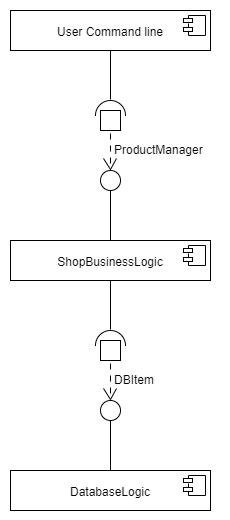 User Command line
ProductManager
ShopBusinessLogic
DBItem
DatabaseLogic